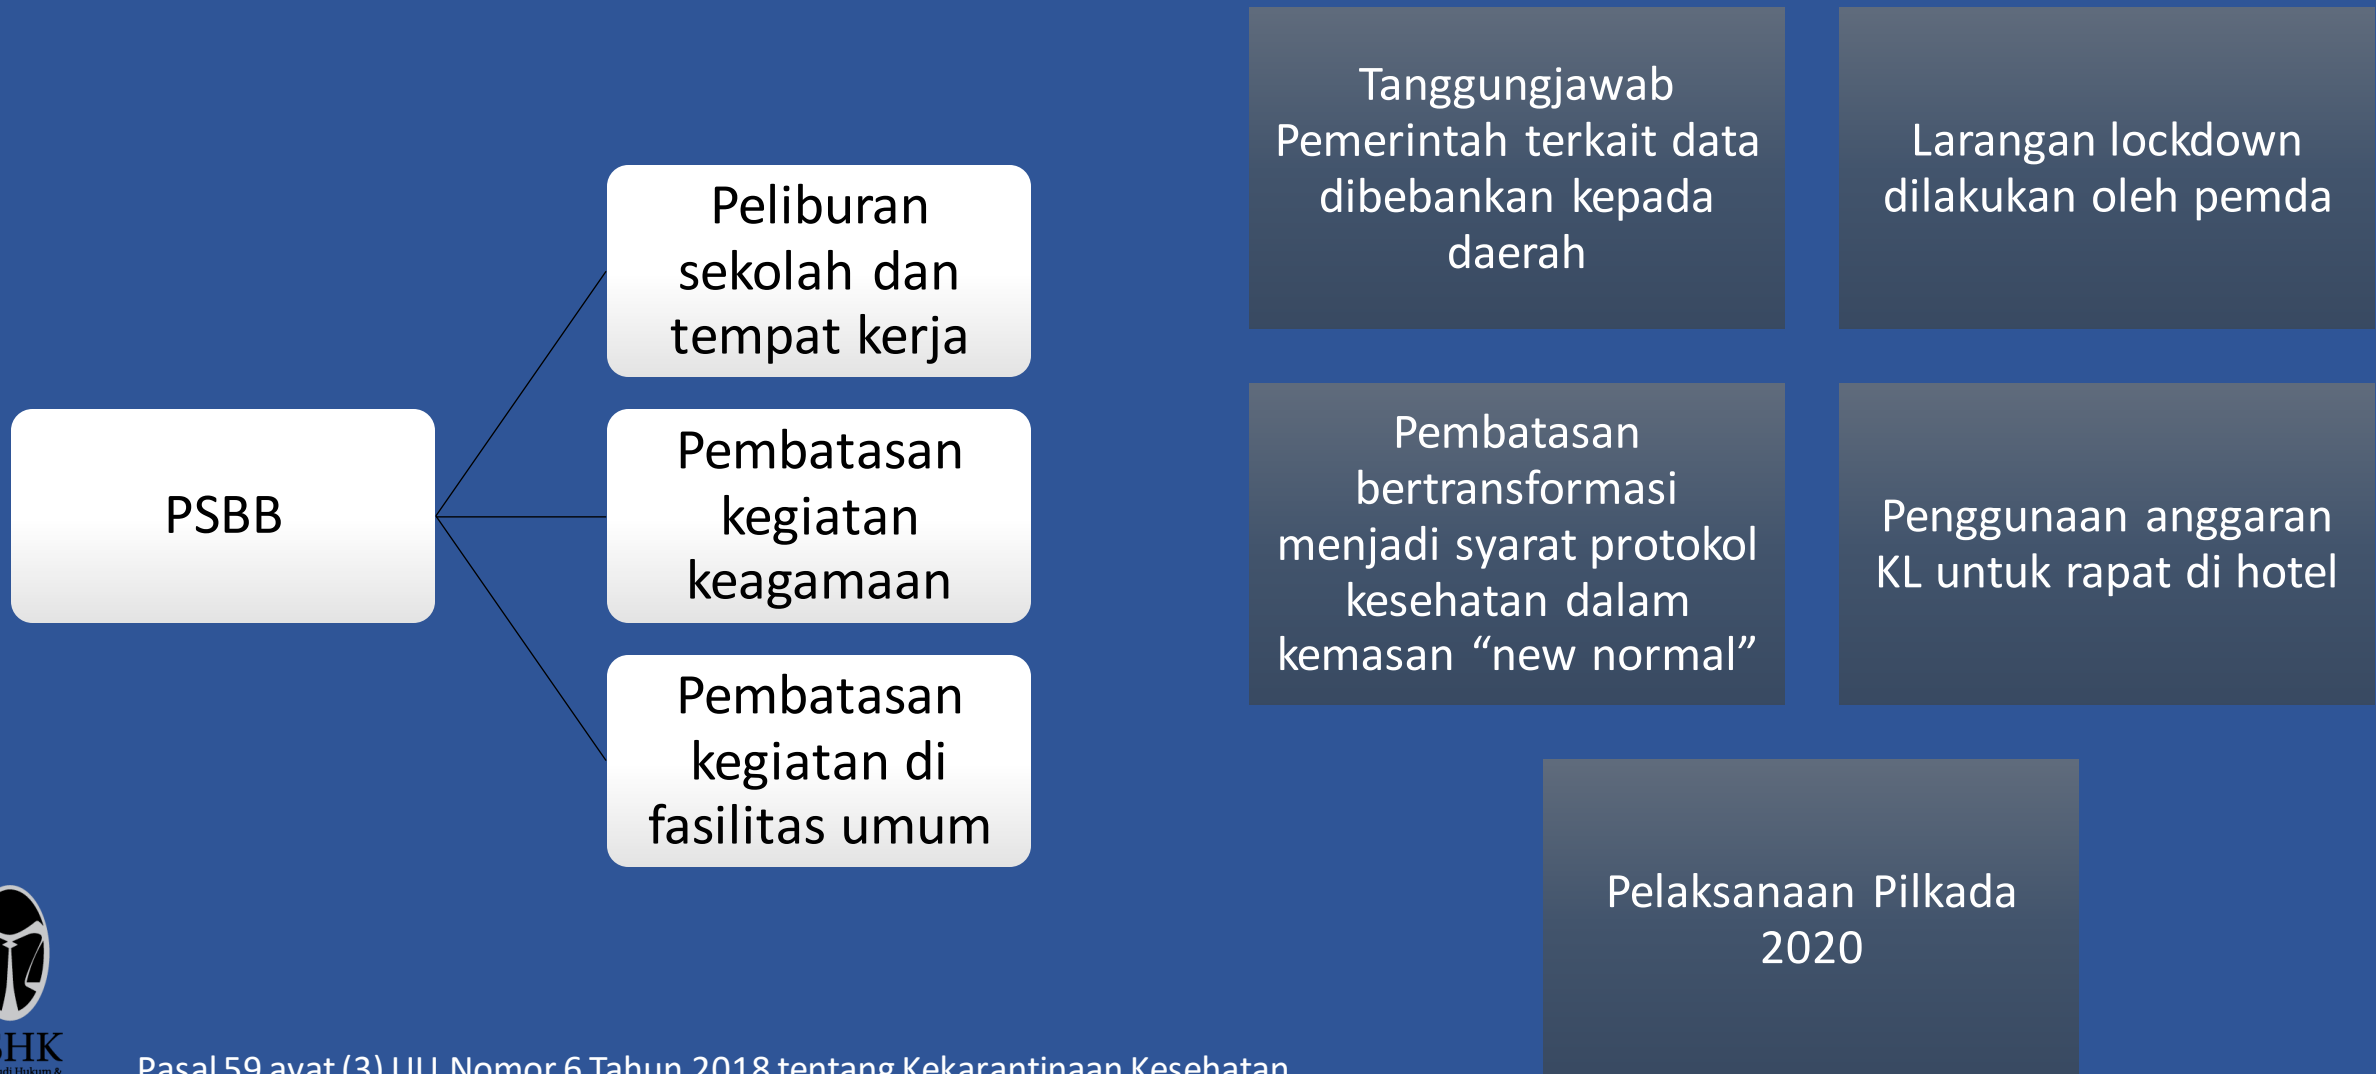 PSBB
Peliburan
sekolah dan
tempat kerja
Pembatasan
kegiatan
keagamaan
Pembatasan
kegiatan di
fasilitas umum
Tanggungjawab
Pemerintah terkait data
dibebankan kepada
daerah
Larangan lockdown
dilakukan oleh pemda
Pembatasan
bertransformasi
menjadi syarat protokol
kesehatan dalam
kemasan “new normal”
Penggunaan anggaran
KL untuk rapat di hotel
Pelaksanaan Pilkada
2020
HK
Hukum &
Pasal 59 ayat (3) UU Nomor 6 Tahun 2018 tentang Kekarantinaan Kesehatan